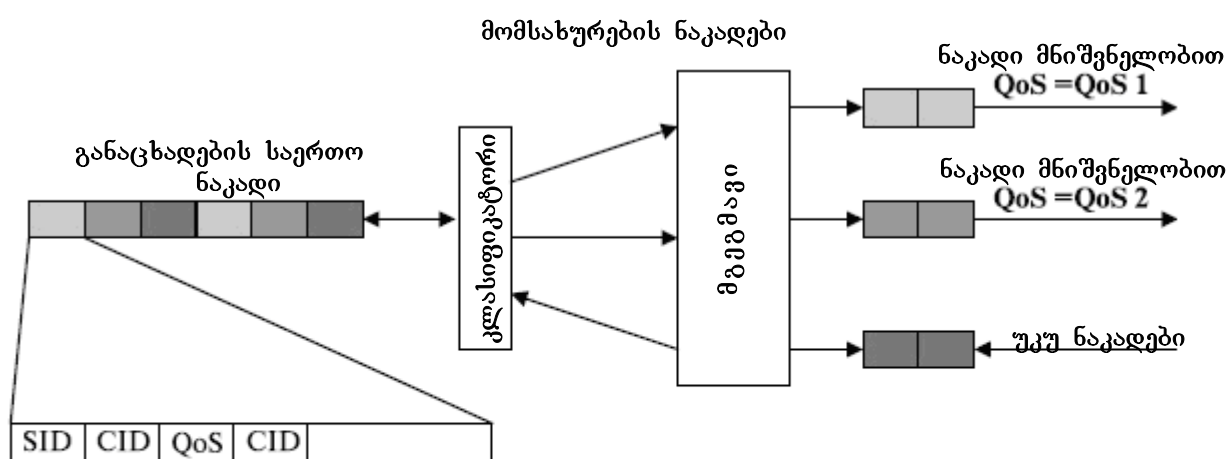 მომსახურების ნაკადები
ნაკადი მნიშვნელობით
QoS =QoS 1
განაცხადების საერთო
ნაკადი
კლასიფიკატორი
მგეგმავი
ნაკადი მნიშვნელობით
QoS =QoS 2
უკუ ნაკადები
SID CID QoS CID